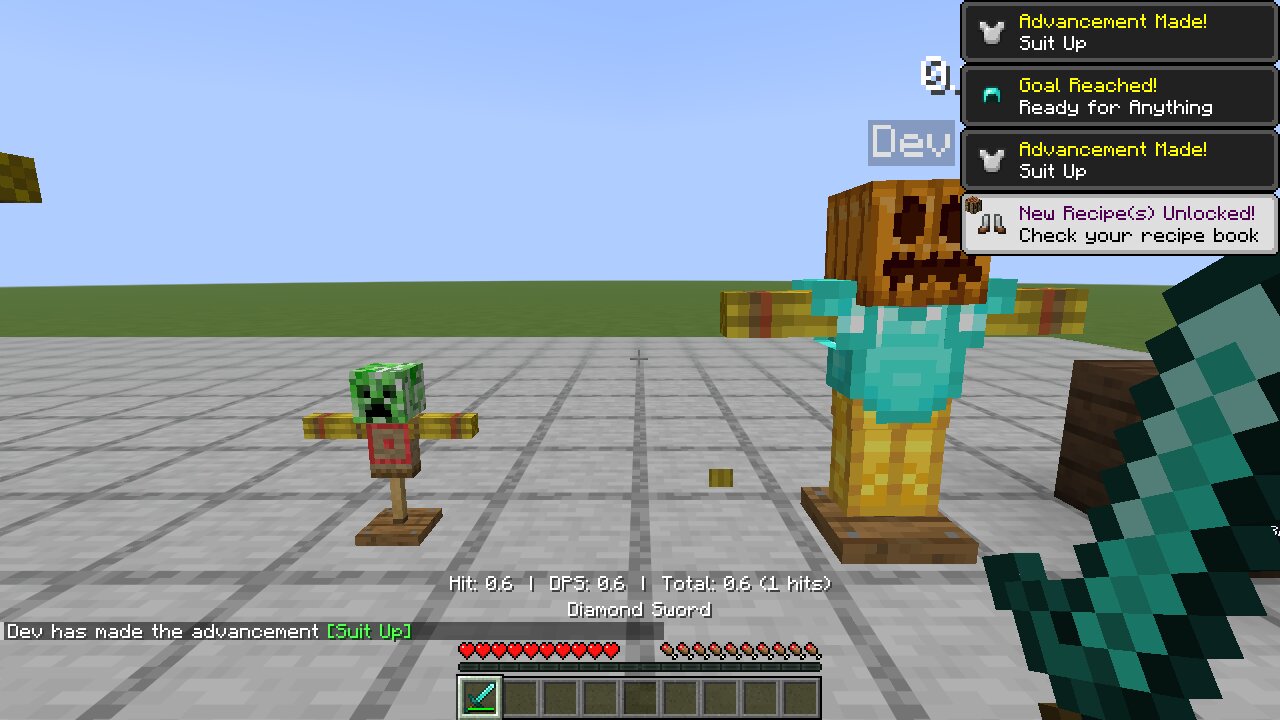 Advancement Made!
Suit Up
0.
Goal Reached!
Ready for Anything
Dev
Advancement Made!
Suit Up
New Recipe(s) Unlocked!
Check your recipe book
Hit: 0.6 | DPS: 0.6 | Total: 0.6 (1 hits)
Diamond Sword
Dev has made the advancement [Suit Up]